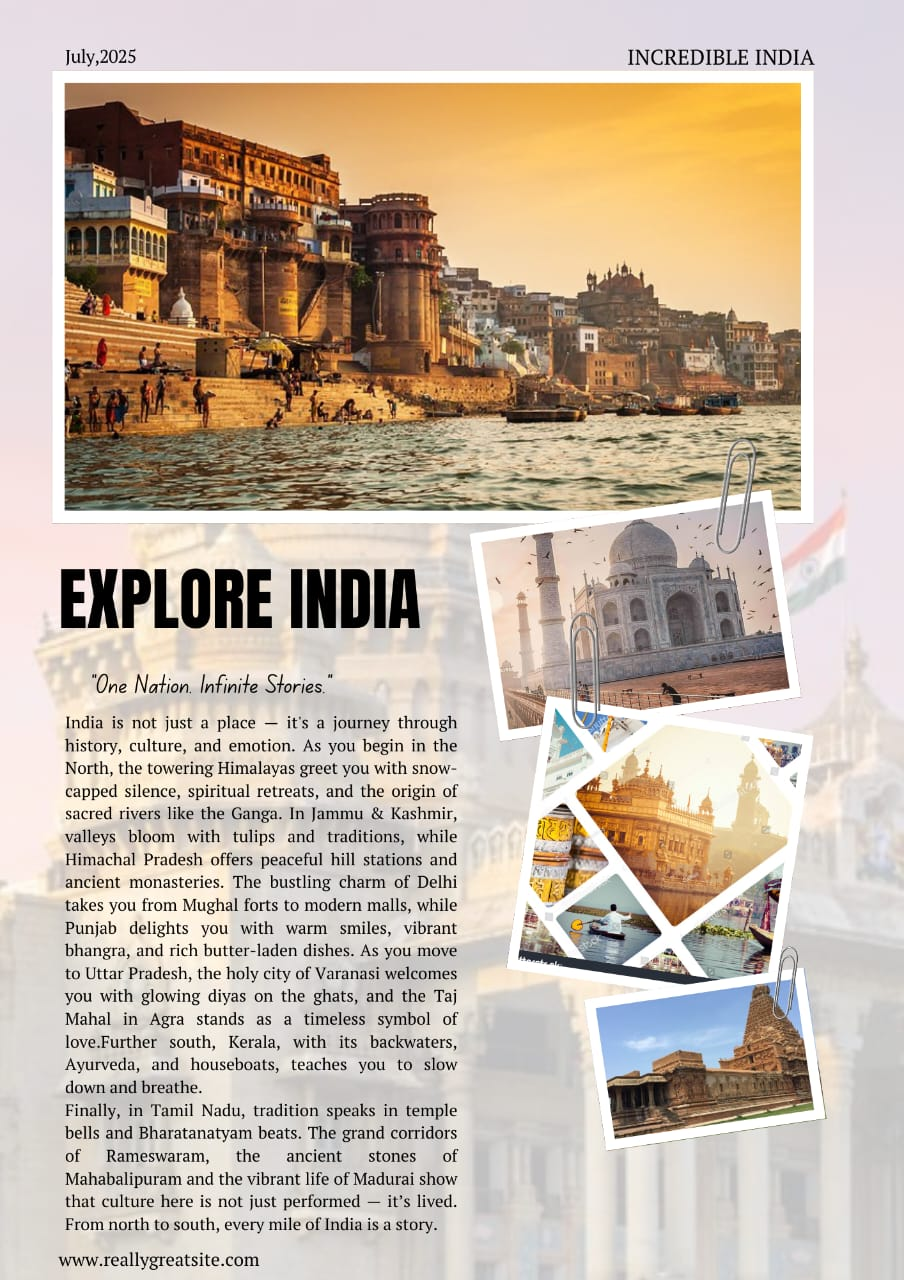 July,2025
INCREDIBLE INDIA
EXPLORE INDIA
"One Nation. Infinite Stories."
India is not just a place — it's a journey through
history, culture, and emotion. As you begin in the
North, the towering Himalayas greet you with snow-
capped silence, spiritual retreats, and the origin of
sacred rivers like the Ganga. In Jammu & Kashmir,
valleys bloom with tulips and traditions, while
Himachal Pradesh offers peaceful hill stations and
ancient monasteries. The bustling charm of Delhi
takes you from Mughal forts to modern malls, while
Punjab delights you with warm smiles, vibrant
bhangra, and rich butter-laden dishes. As you move
to Uttar Pradesh, the holy city of Varanasi welcomes
you with glowing diyas on the ghats, and the Taj
Mahal in Agra stands as a timeless symbol of
love.Further south, Kerala, with its backwaters,
Ayurveda, and houseboats, teaches you to slow
down and breathe.
Finally, in Tamil Nadu, tradition speaks in temple
bells and Bharatanatyam beats. The grand corridors
of Rameswaram, the ancient stones of
Mahabalipuram and the vibrant life of Madurai show
that culture here is not just performed — it’s lived.
From north to south, every mile of India is a story.
www.reallygreatsite.com